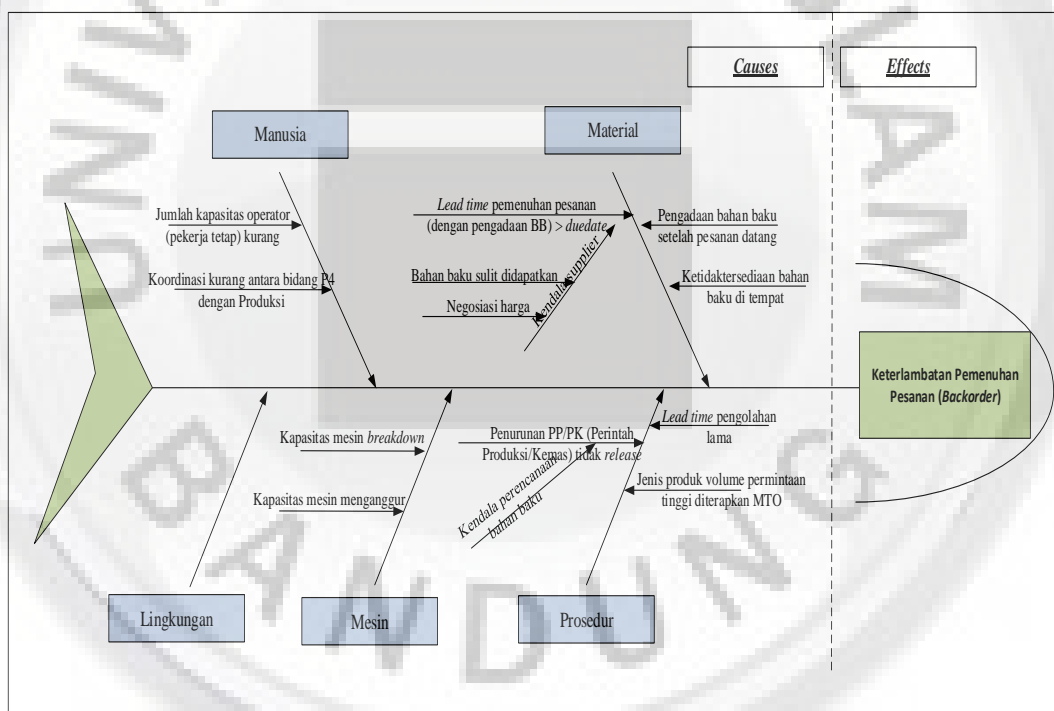 Causes
Effects
Manusia
Material
Jumlah kapasitas operator
(pekerja tetap) kurang
Koordinasi kurang antara bidang P4
dengan Produksi
Lead time pemenuhan pesanan
(dengan pengadaan BB) > duedate
Kendala supplier
Bahan baku sulit didapatkan
Negosiasi harga
Pengadaan bahan baku
setelah pesanan datang
Ketidaktersediaan bahan
baku di tempat
Keterlambatan Pemenuhan
Pesanan (Backorder)
Kapasitas mesin breakdown
Kapasitas mesin menganggur
Penurunan PP/PK (Perintah
Produksi/Kemas) tidak release
Kendala perencanaan
bahan baku
Lead time pengolahan
lama
Jenis produk volume permintaan
tinggi diterapkan MTO
Lingkungan
Mesin
Prosedur
BANDUNG